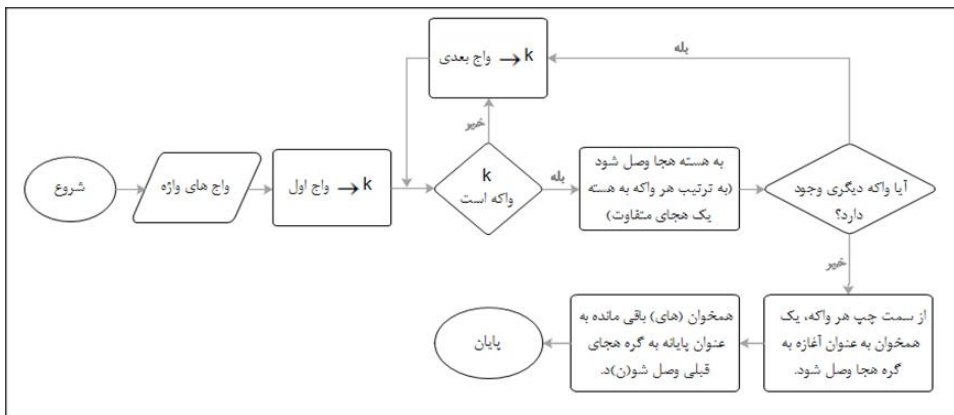 شروع
واج های واژه
واج اول → k
k
واکه است
خیر
واج بعدی → k
بله
به هسته هجا وصل شود
(به ترتیب هر واکه به هسته
یک هجای متفاوت)
آیا واکه دیگری وجود
دارد؟
بله
خیر
از سمت چپ هر واکه، یک
همخوان به عنوان آغازه به
گره هجا وصل شود.
همخوان (های) باقی مانده به
عنوان پایانه به گره هجای
قبلی وصل شو(ن)د.
پایان